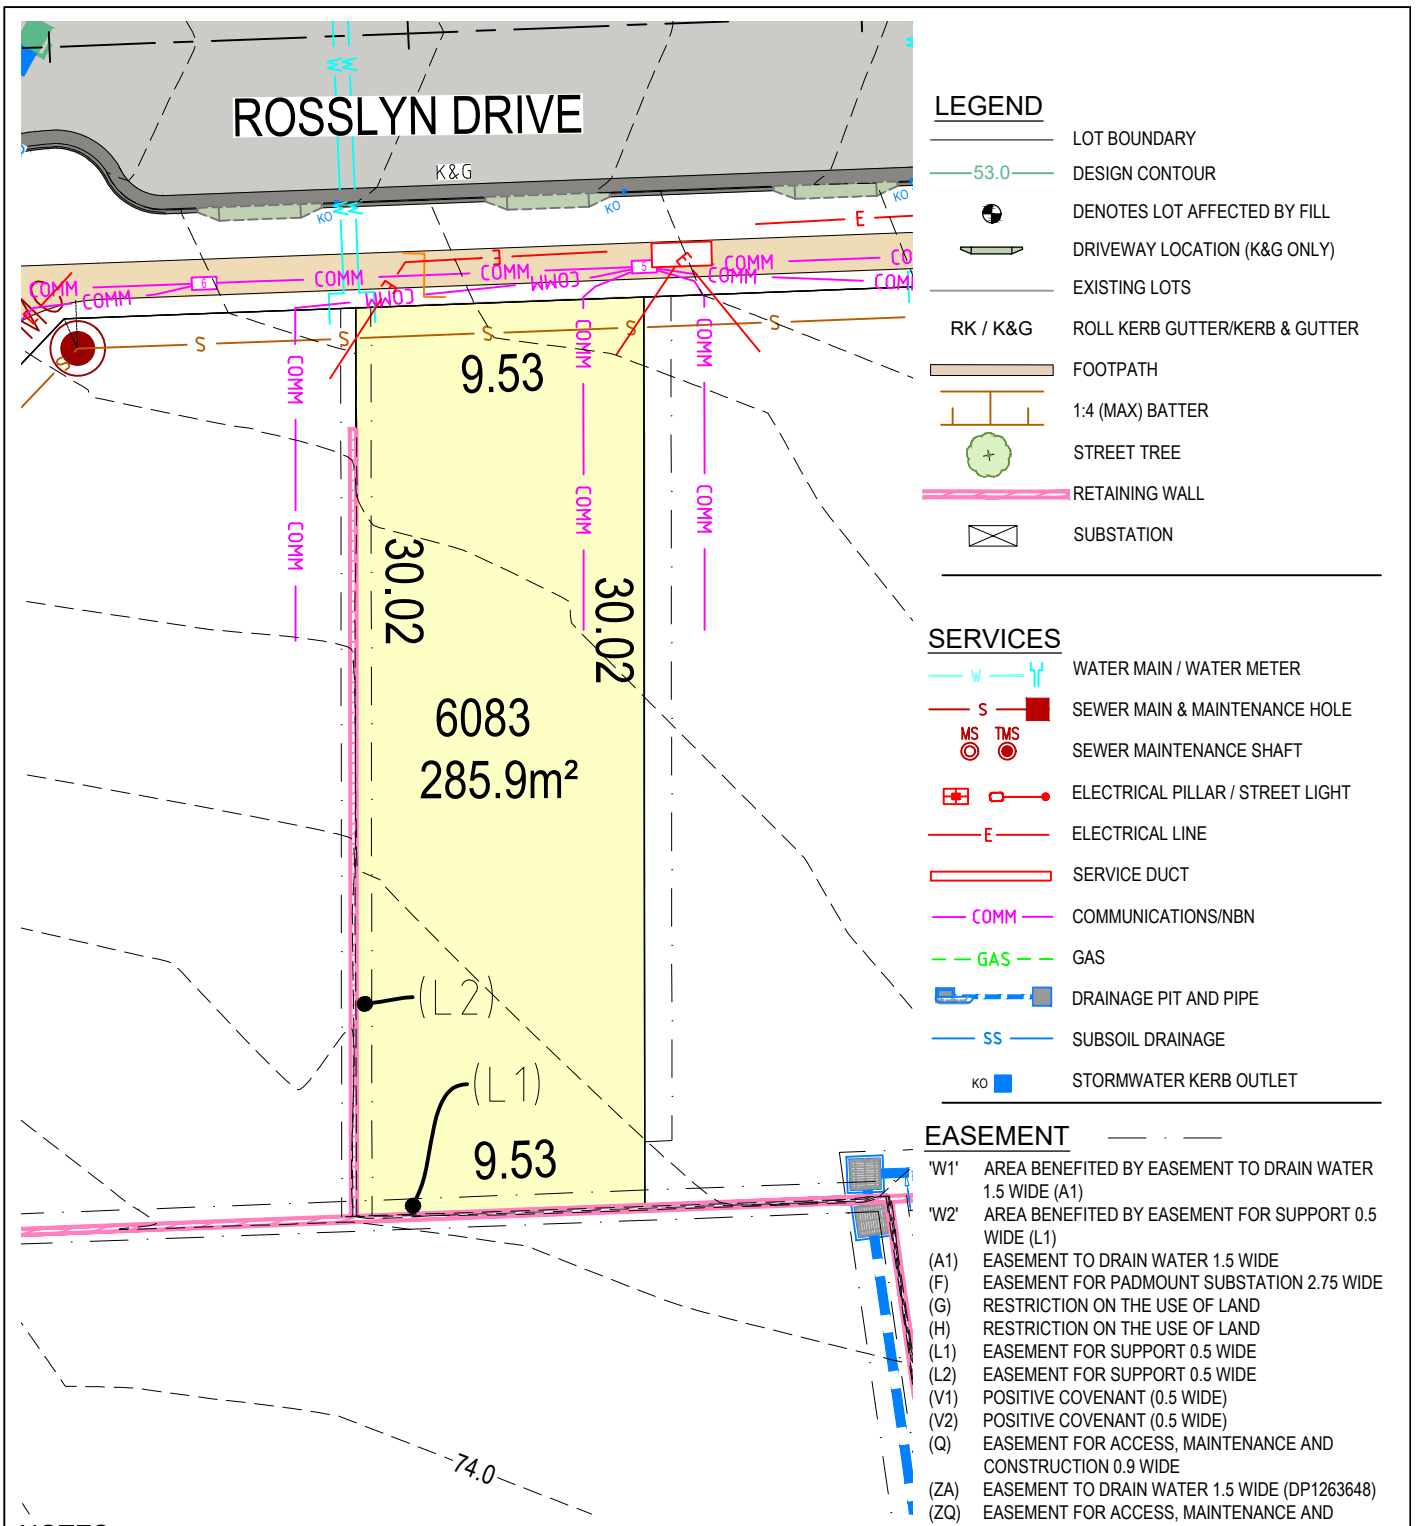 ROSSLYN DRIVE
K&G
KO
KO
KO
W
W
W
W
E
E
E
E
COMM
COMM
COMM
COMM
COMM
COMM
COMM
COMM
COMM
6
6
S
S
S
S
S
COMM
COMM
COMM
COMM
COMM
COMM
9.53
30.02
30.02
6083
285.9m²
(L2)
(L1)
9.53
74.0
LEGEND
LOT BOUNDARY
53.0 DESIGN CONTOUR
DENOTES LOT AFFECTED BY FILL
DRIVEWAY LOCATION (K&G ONLY)
EXISTING LOTS
RK / K&G ROLL KERB GUTTER/KERB & GUTTER
FOOTPATH
1:4 (MAX) BATTER
STREET TREE
RETAINING WALL
SUBSTATION
SERVICES
W WATER MAIN / WATER METER
S SEWER MAIN & MAINTENANCE HOLE
MS TMS
SEWER MAINTENANCE SHAFT
ELECTRICAL PILLAR / STREET LIGHT
E ELECTRICAL LINE
SERVICE DUCT
COMM COMMUNICATIONS/NBN
GAS GAS
DRAINAGE PIT AND PIPE
SS SUBSOIL DRAINAGE
KO STORMWATER KERB OUTLET
EASEMENT
'W1' AREA BENEFITED BY EASEMENT TO DRAIN WATER
1.5 WIDE (A1)
'W2' AREA BENEFITED BY EASEMENT FOR SUPPORT 0.5
WIDE (L1)
(A1) EASEMENT TO DRAIN WATER 1.5 WIDE
(F) EASEMENT FOR PADMOUNT SUBSTATION 2.75 WIDE
(G) RESTRICTION ON THE USE OF LAND
(H) RESTRICTION ON THE USE OF LAND
(L1) EASEMENT FOR SUPPORT 0.5 WIDE
(L2) EASEMENT FOR SUPPORT 0.5 WIDE
(V1) POSITIVE COVENANT (0.5 WIDE)
(V2) POSITIVE COVENANT (0.5 WIDE)
(Q) EASEMENT FOR ACCESS, MAINTENANCE AND
CONSTRUCTION 0.9 WIDE
(ZA) EASEMENT TO DRAIN WATER 1.5 WIDE (DP1263648)
(ZQ) EASEMENT FOR ACCESS, MAINTENANCE AND